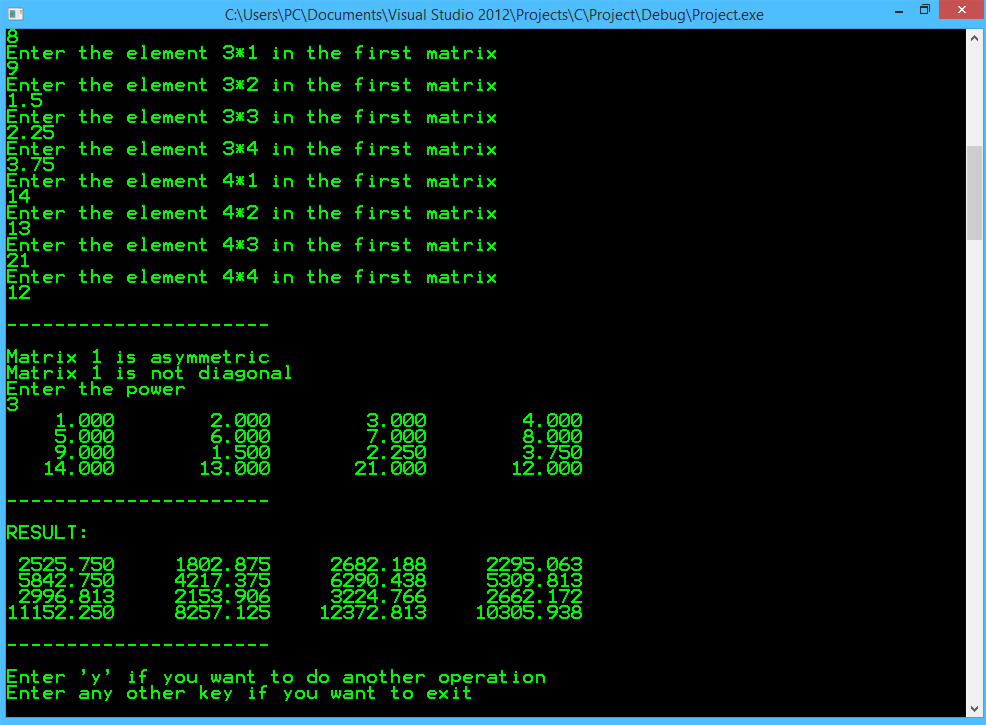 C:\Users\PC\Documents\Visual Studio 2012\Projects\C\Project\Debug\Project.exe
8
Enter the element 3*1 in the first matrix
9
Enter the element 3*2 in the first matrix
1.5
Enter the element 3*3 in the first matrix
2.25
Enter the element 3*4 in the first matrix
3.75
Enter the element 4*1 in the first matrix
14
Enter the element 4*2 in the first matrix
13
Enter the element 4*3 in the first matrix
21
Enter the element 4*4 in the first matrix
12
----------------------
Matrix 1 is asymmetric
Matrix 1 is not diagonal
Enter the power
3
1.000 2.000 3.000 4.000
5.000 6.000 7.000 8.000
9.000 1.500 2.250 3.750
14.000 13.000 21.000 12.000
----------------------
RESULT:
2525.750 1802.875 2682.188 2295.063
5842.750 4217.375 6290.438 5309.813
2996.813 2153.906 3224.766 2662.172
11152.250 8257.125 12372.813 10305.938
----------------------
Enter 'y' if you want to do another operation
Enter any other key if you want to exit